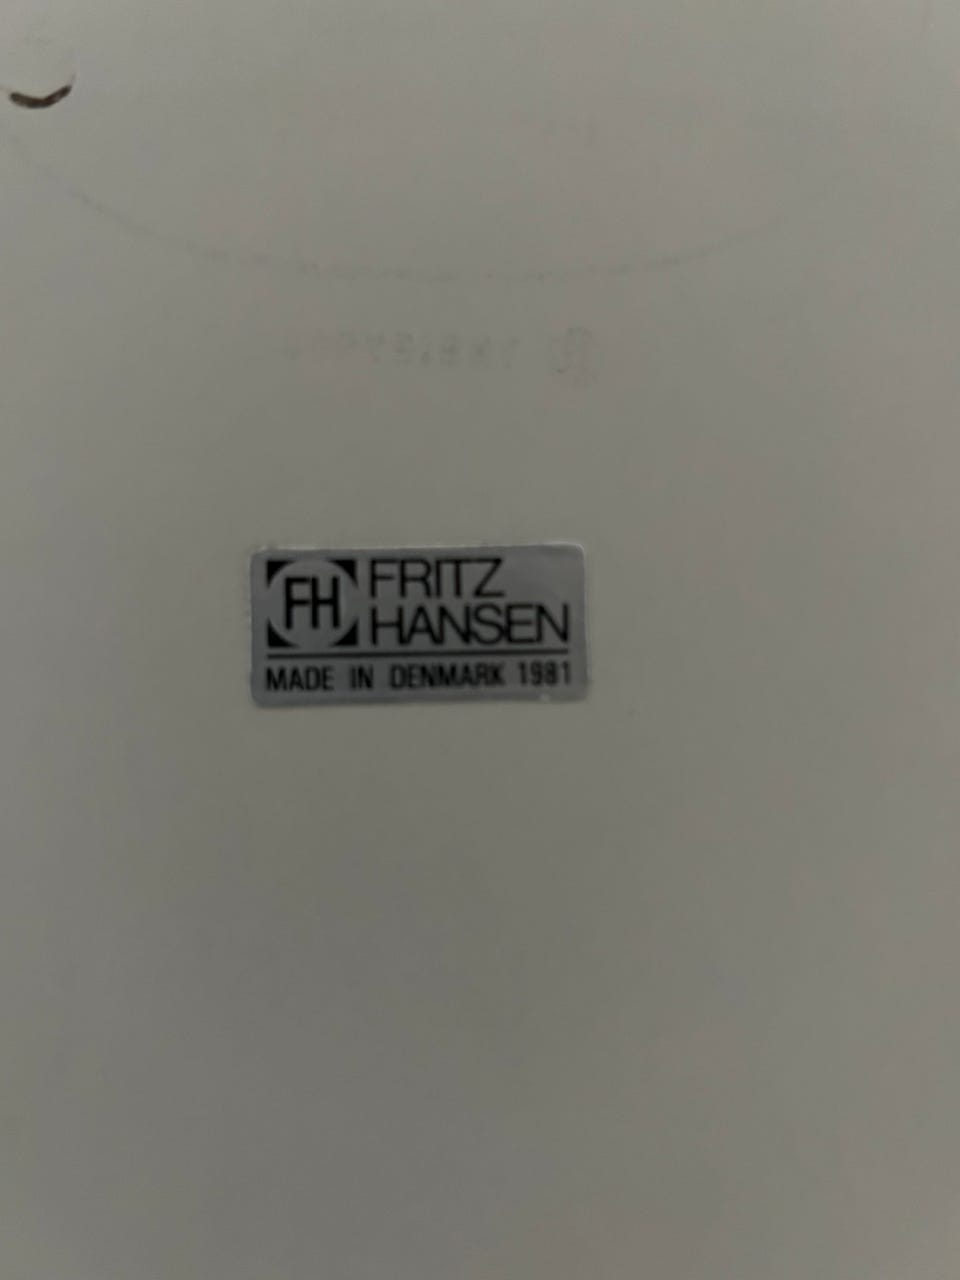 FH FRITZ
HANSEN
MADE IN DENMARK 1981